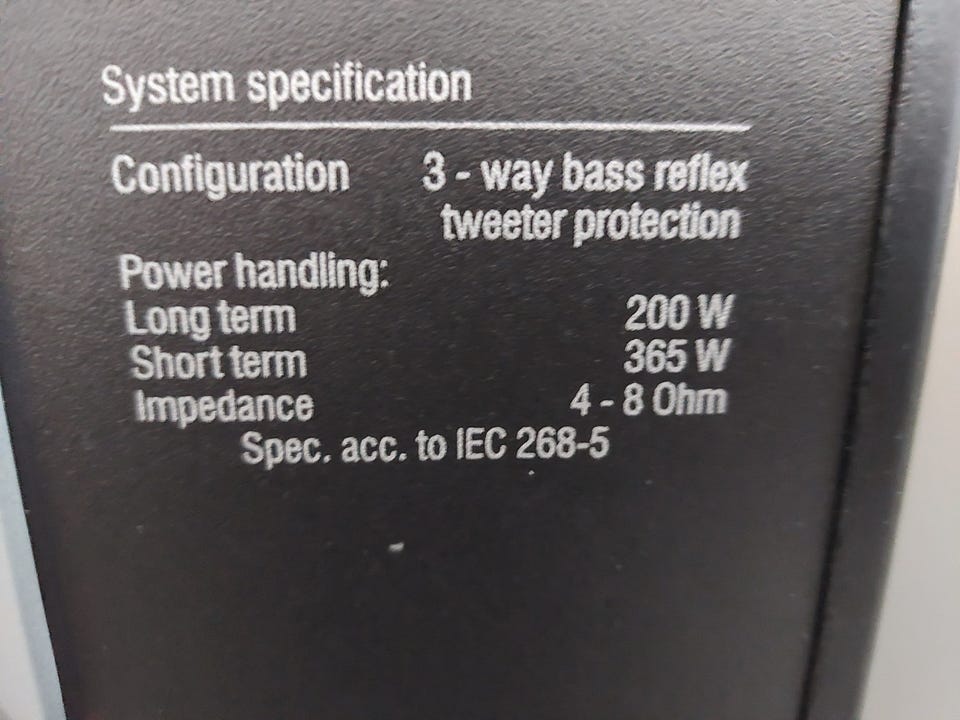 System specification
Configuration 3 - way bass reflex
tweeter protection
Power handling:
Long term 200 W
Short term 365 W
Impedance 4 - 8 Ohm
Spec. acc. to IEC 268-5